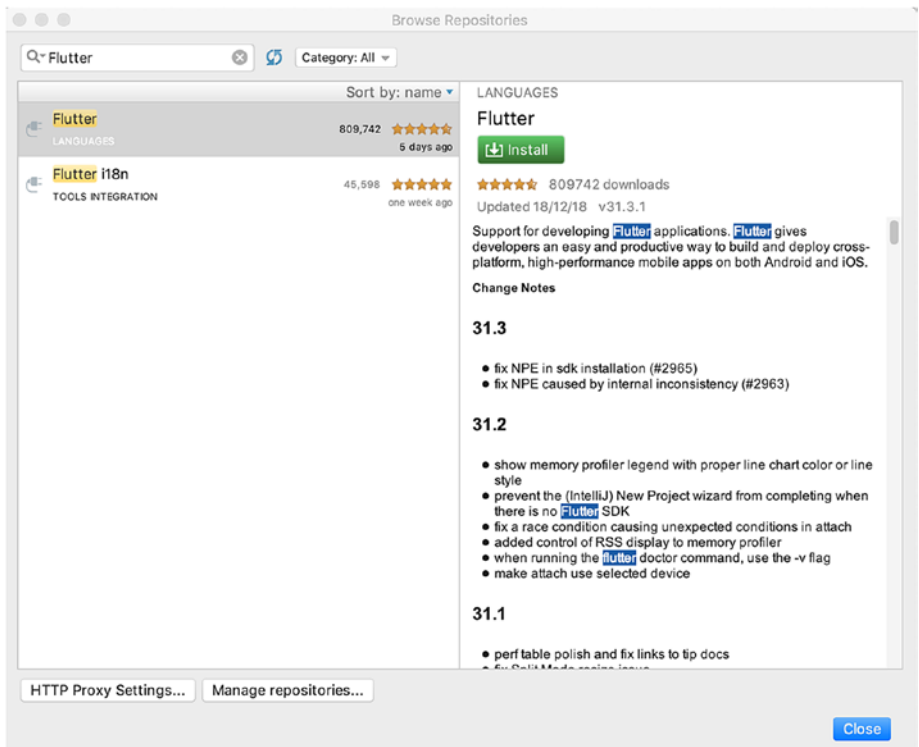 Browse Repositories
Flutter
Category: All
Sort by: name
Flutter
809,742
LANGUAGES
5 days ago
Flutter i18n
45,598
TOOLS INTEGRATION
one week ago
LANGUAGES
Flutter
Install
809742 downloads
Updated 18/12/18 v31.3.1
Support for developing Flutter applications. Flutter gives
developers an easy and productive way to build and deploy cross-
platform, high-performance mobile apps on both Android and iOS.
Change Notes
31.3
• fix NPE in sdk installation (#2965)
• fix NPE caused by internal inconsistency (#2963)
31.2
• show memory profiler legend with proper line chart color or line
style
• prevent the (IntelliJ) New Project wizard from completing when
there is no Flutter SDK
• fix a race condition causing unexpected conditions in attach
• added control of RSS display to memory profiler
• when running the flutter doctor command, use the -v flag
• make attach use selected device
31.1
• perf table polish and fix links to tip docs
HTTP Proxy Settings...
Manage repositories...
Close